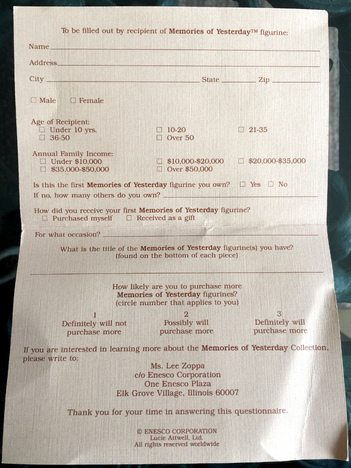 To be filled out by recipient of Memories of Yesterday™ figurine:
Name
Address
City State Zip
☐ Male ☐ Female
Age of Recipient:
☐ Under 10 yrs. ☐ 10-20 ☐ 21-35
☐ 36-50 ☐ Over 50
Annual Family Income:
☐ Under $10,000 ☐ $10,000-$20,000 ☐ $20,000-$35,000
☐ $35,000-$50,000 ☐ Over $50,000
Is this the first Memories of Yesterday figurine you own? ☐ Yes ☐ No
If no, how many others do you own?
How did you receive your first Memories of Yesterday figurine?
☐ Purchased myself ☐ Received as a gift
For what occasion?
What is the title of the Memories of Yesterday figurine(s) you have?
(found on the bottom of each piece)
How likely are you to purchase more
Memories of Yesterday figurines?
(circle number that applies to you)
1 2 3
Definitely will not Possibly will Definitely will
purchase more purchase more purchase more
If you are interested in learning more about the Memories of Yesterday Collection,
please write to:
Ms. Lee Zoppa
c/o Enesco Corporation
One Enesco Plaza
Elk Grove Village, Illinois 60007
Thank you for your time in answering this questionnaire.
© ENESCO CORPORATION
Lucie Attwell, Ltd.
All rights reserved worldwide